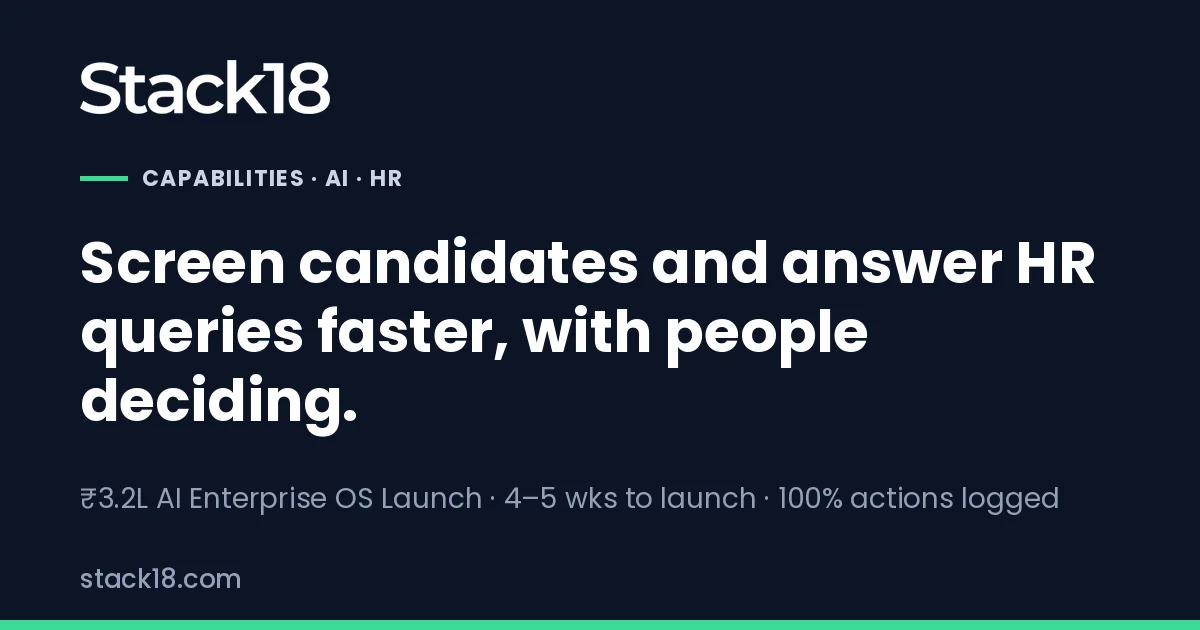 Stack18
CAPABILITIES · AI · HR
Screen candidates and answer HR
queries faster, with people
deciding.
₹3.2L AI Enterprise OS Launch · 4–5 wks to launch · 100% actions logged
stack18.com